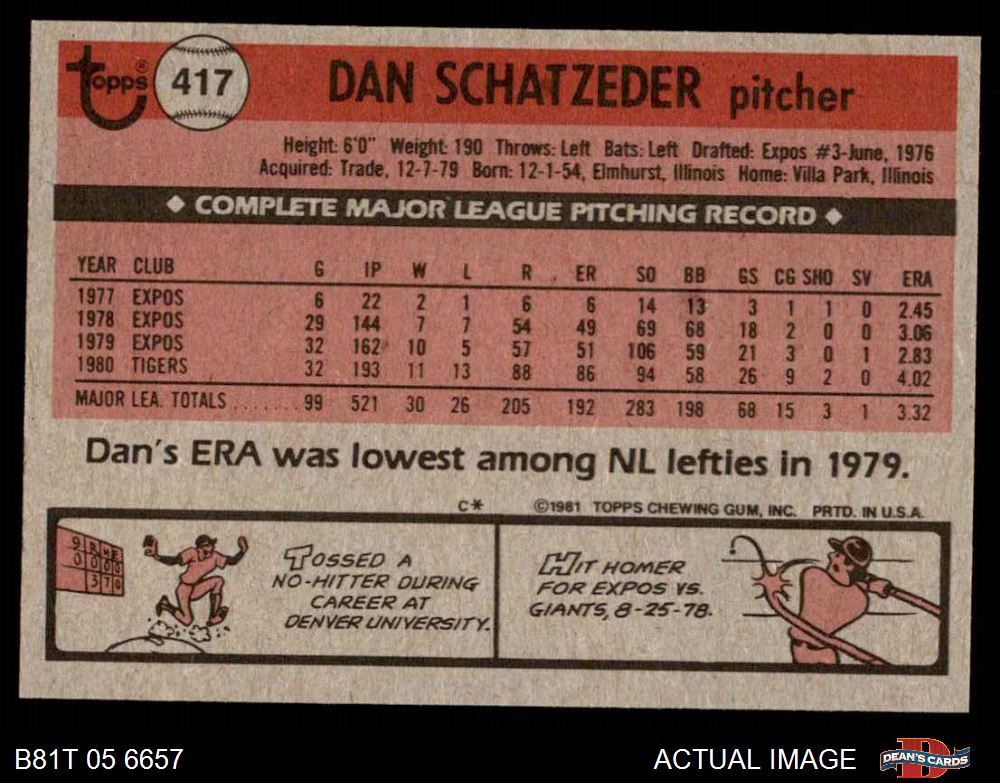 Topps® 417 DAN SCHATZEDER pitcher
Height: 6'0" Weight: 190 Throws: Left Bats: Left Drafted: Expos #3-June, 1976
Acquired: Trade, 12-7-79 Born: 12-1-54, Elmhurst, Illinois Home: Villa Park, Illinois
◆ COMPLETE MAJOR LEAGUE PITCHING RECORD ◆
YEAR CLUB G IP W L R ER SO BB GS CG SHO SV ERA
1977 EXPOS 6 22 2 1 6 6 14 13 3 1 1 0 2.45
1978 EXPOS 29 144 7 7 54 49 69 68 18 2 0 0 3.06
1979 EXPOS 32 162 10 5 57 51 106 59 21 3 0 1 2.83
1980 TIGERS 32 193 11 13 88 86 94 58 26 9 2 0 4.02
MAJOR LEA. TOTALS ....... 99 521 30 26 205 192 283 198 68 15 3 1 3.32
Dan's ERA was lowest among NL lefties in 1979.
C* ©1981 TOPPS CHEWING GUM, INC. PRTD. IN U.S.A.
9 R H E
0 0 0 0
3 7 0
TOSSED A
NO-HITTER DURING
CAREER AT
DENVER UNIVERSITY.
HIT HOMER
FOR EXPOS VS.
GIANTS, 8-25-78.
B81T 05 6657 ACTUAL IMAGE DEAN'S CARDS